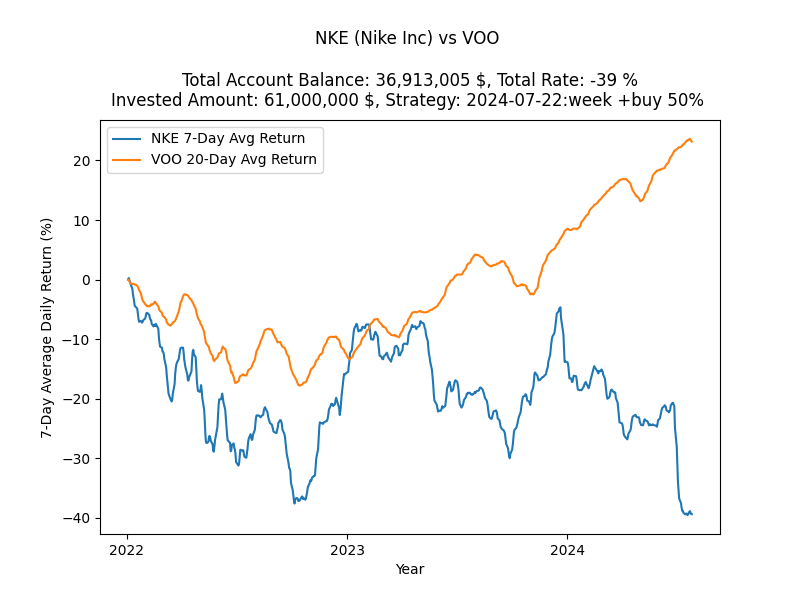 NKE (Nike Inc) vs VOO
Total Account Balance: 36,913,005 $, Total Rate: -39 %
Invested Amount: 61,000,000 $, Strategy: 2024-07-22:week +buy 50%
NKE 7-Day Avg Return
VOO 20-Day Avg Return
7-Day Average Daily Return (%)
20
10
0
−10
−20
−30
−40
2022
2023
2024
Year